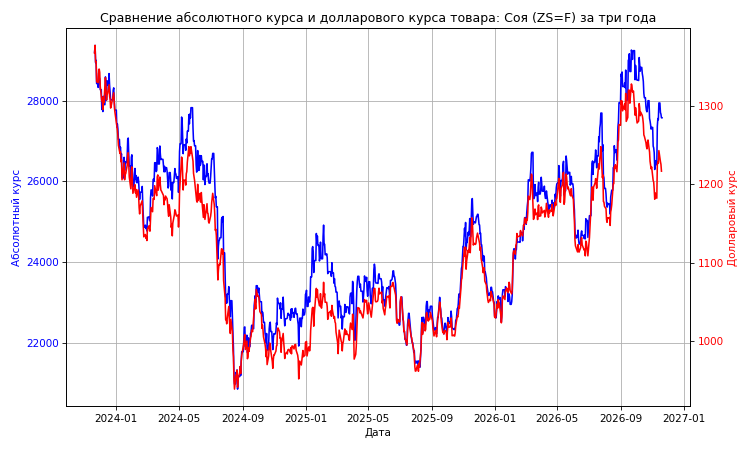 Сравнение абсолютного курса и долларового курса товара: Соя (ZS=F) за три года
Абсолютный курс
28000
26000
24000
22000
1300
1200
1100
1000
Долларовый курс
2024-01 2024-05 2024-09 2025-01 2025-05 2025-09 2026-01 2026-05 2026-09 2027-01
Дата